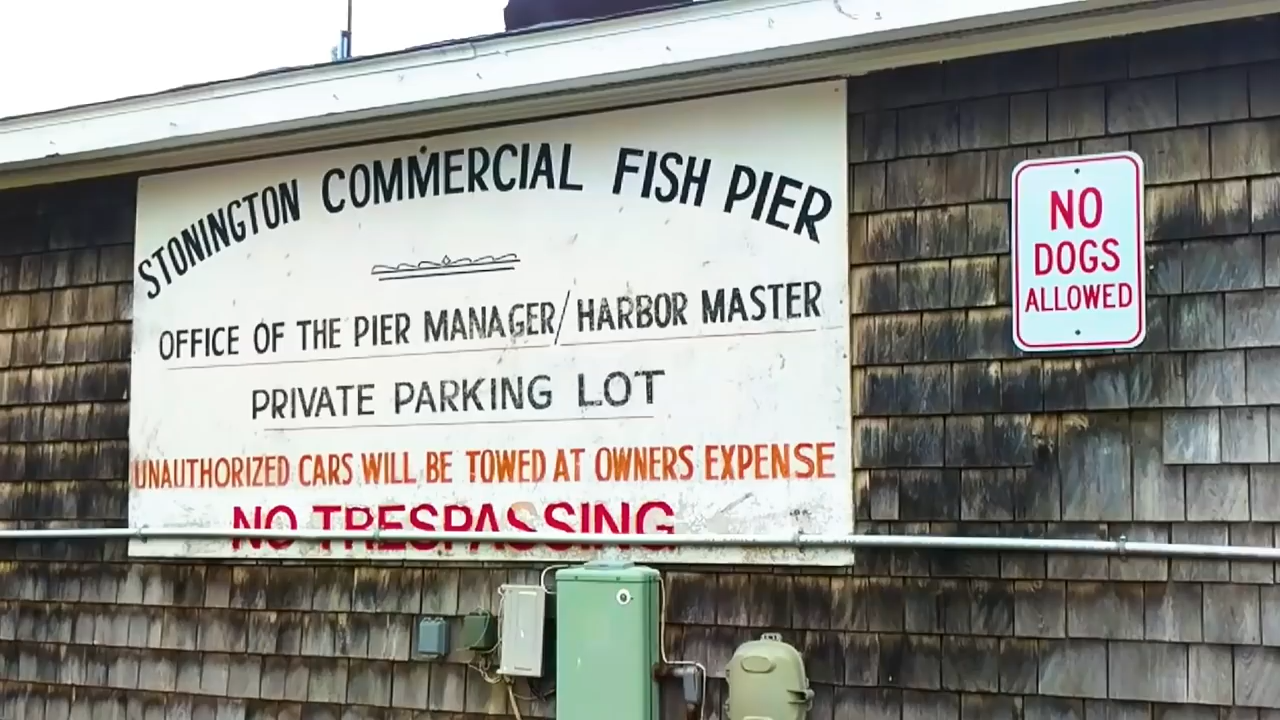 STONINGTON COMMERCIAL FISH PIER
OFFICE OF THE PIER MANAGER/HARBOR MASTER
PRIVATE PARKING LOT
UNAUTHORIZED CARS WILL BE TOWED AT OWNERS EXPENSE
NO TRESPASSING
NO
DOGS
ALLOWED